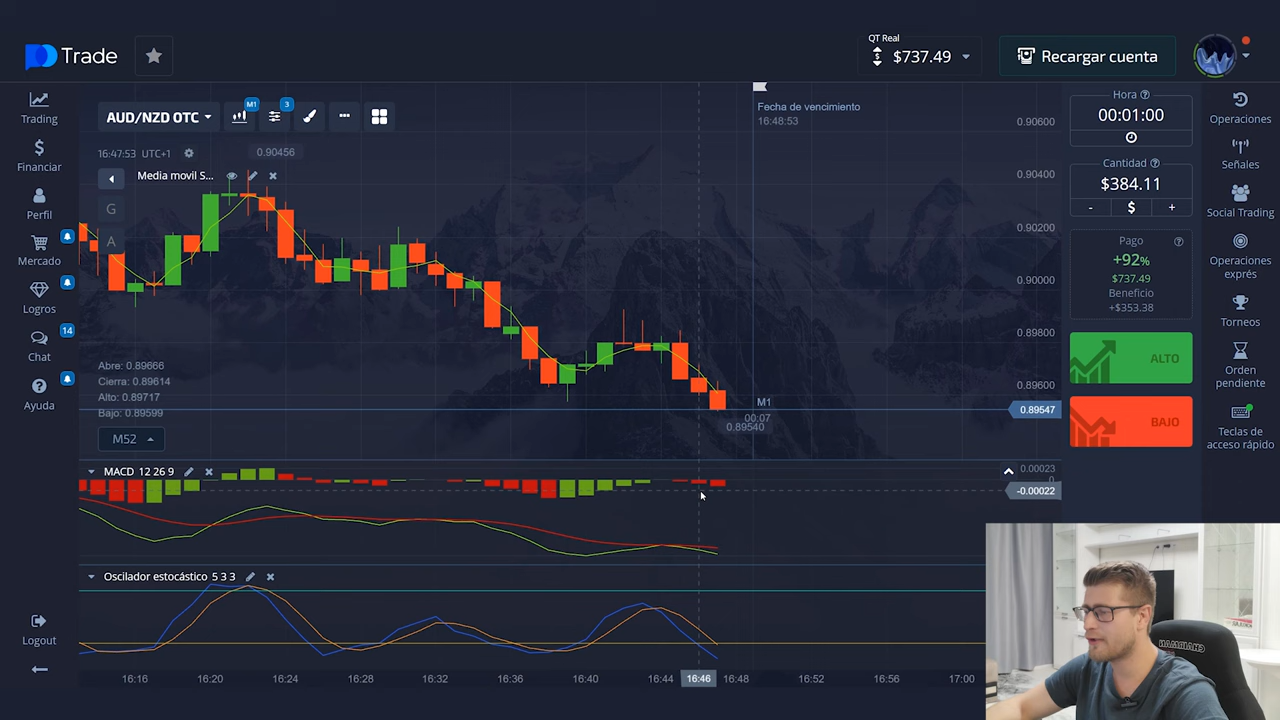 Trade
QT Real
$737.49
Recargar cuenta
Trading
Financiar
Perfil
Mercado
Logros
14
Chat
Ayuda
Logout
AUD/NZD OTC
M1
3
16:47:53 UTC+1
0.90456
Media movil S...
G
A
Abre: 0.89666
Cierra: 0.89614
Alto: 0.89717
Bajo: 0.89599
M52
Fecha de vencimiento
16:48:53
M1
00:07
0.89540
0.90600
0.90400
0.90200
0.90000
0.89800
0.89600
0.89547
MACD 12 26 9
0.00023
0
-0.00022
Oscilador estocástico 5 3 3
16:16
16:20
16:24
16:28
16:32
16:36
16:40
16:44
16:46
16:48
16:52
16:56
17:00
Hora
00:01:00
Cantidad
$384.11
- $ +
Pago
+92%
$737.49
Beneficio
+$353.38
ALTO
BAJO
Operaciones
Señales
Social Trading
Operaciones
exprés
Torneos
Orden
pendiente
Teclas de
acceso rápido